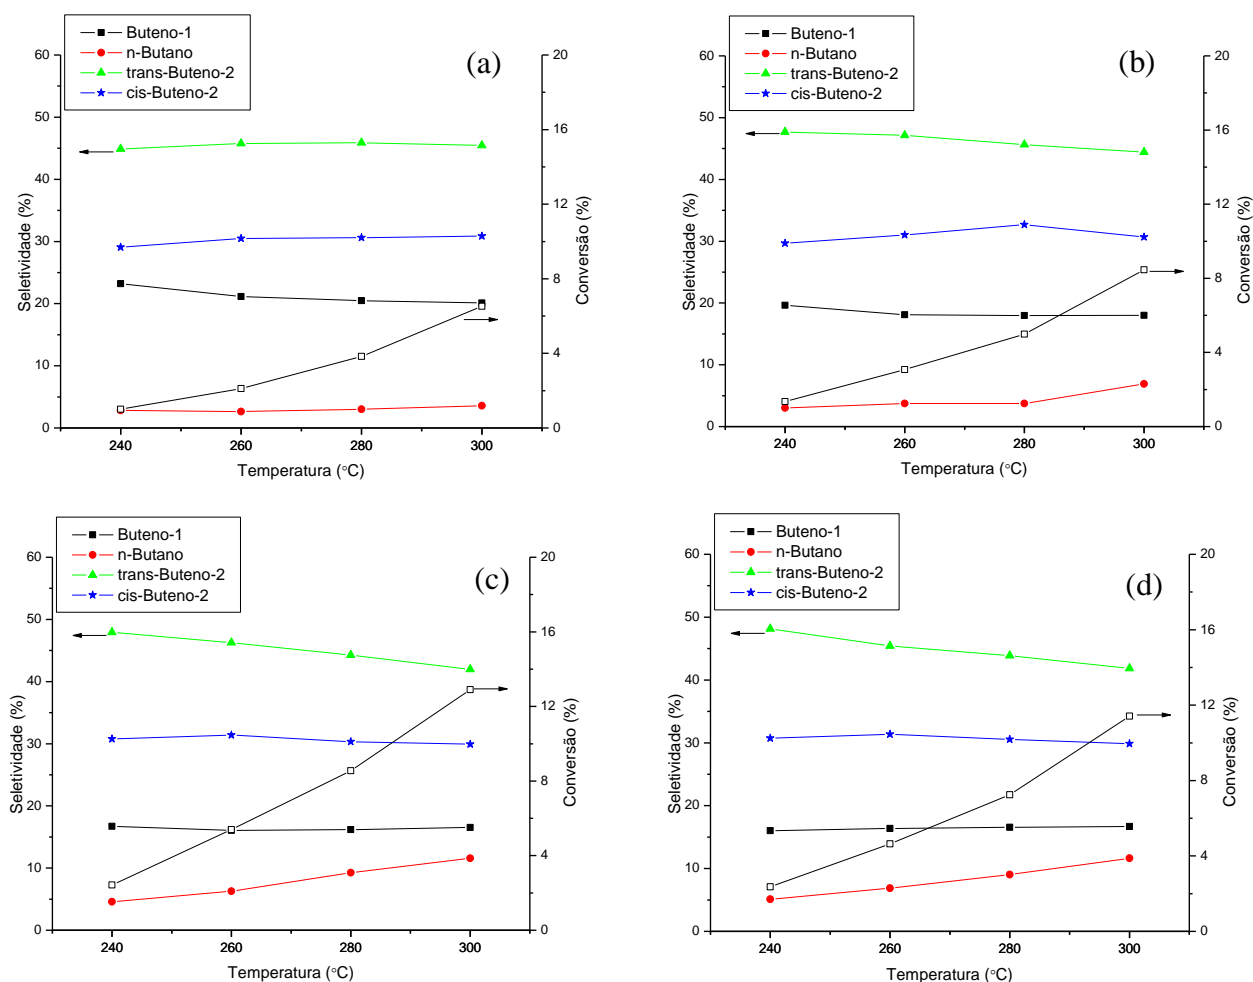 Buteno-1
n-Butano
trans-Buteno-2
cis-Buteno-2
(a)
60
50
40
30
20
10
0
Seletividade (%)
20
16
12
8
4
0
Conversão (%)
240 260 280 300
Temperatura (°C)
Buteno-1
n-Butano
trans-Buteno-2
cis-Buteno-2
(b)
60
50
40
30
20
10
0
Seletividade (%)
20
16
12
8
4
0
Conversão (%)
240 260 280 300
Temperatura (°C)
Buteno-1
n-Butano
trans-Buteno-2
cis-Buteno-2
(c)
60
50
40
30
20
10
0
Seletividade (%)
20
16
12
8
4
0
Conversão (%)
240 260 280 300
Temperatura (°C)
Buteno-1
n-Butano
trans-Buteno-2
cis-Buteno-2
(d)
60
50
40
30
20
10
0
Seletividade (%)
20
16
12
8
4
0
Conversão (%)
240 260 280 300
Temperatura (°C)